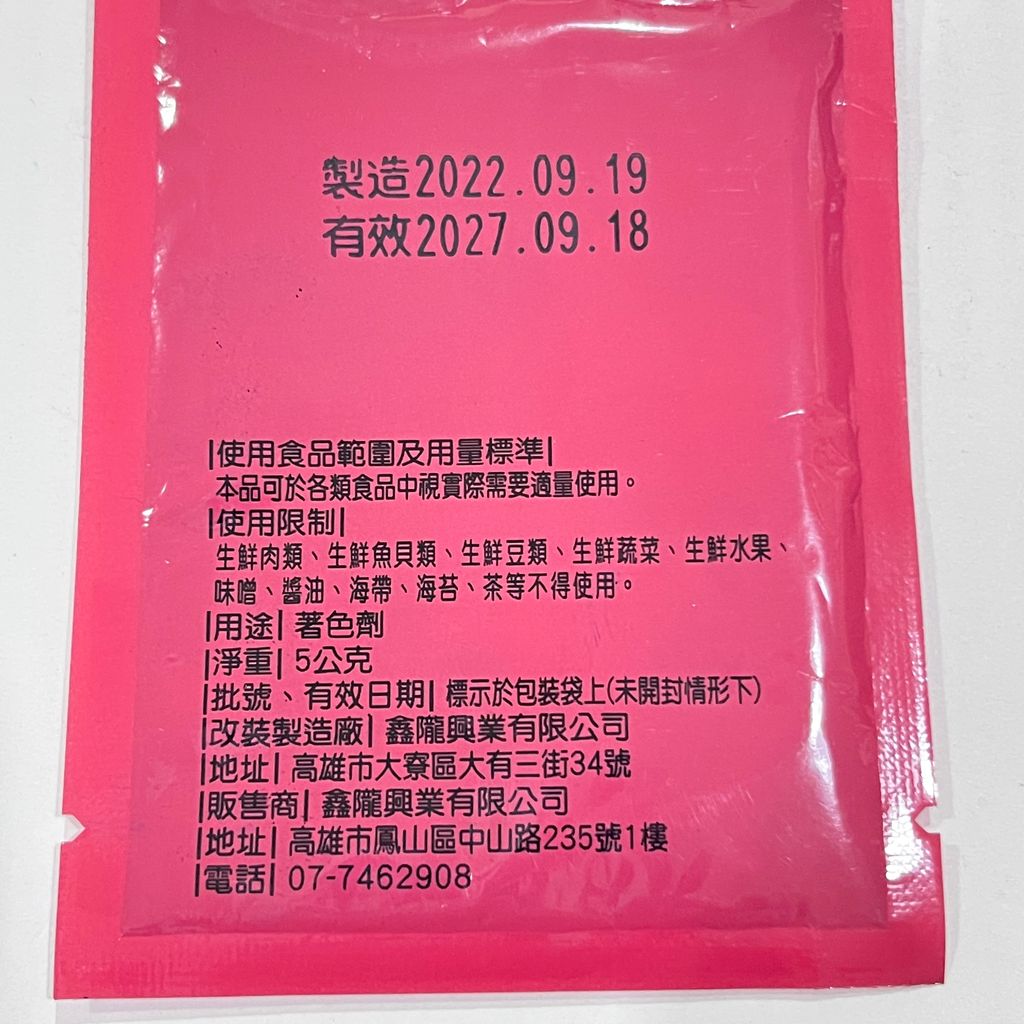 製造2022.09.19
有效2027.09.18
|使用食品範圍及用量標準|
本品可於各類食品中視實際需要適量使用。
|使用限制|
生鮮肉類、生鮮魚貝類、生鮮豆類、生鮮蔬菜、生鮮水果、
味噌、醬油、海帶、海苔、茶等不得使用。
|用途| 著色劑
|淨重| 5公克
|批號、有效日期| 標示於包裝袋上(未開封情形下)
|改裝製造廠| 鑫隴興業有限公司
|地址| 高雄市大寮區大有三街34號
|販售商| 鑫隴興業有限公司
|地址| 高雄市鳳山區中山路235號1樓
|電話| 07-7462908